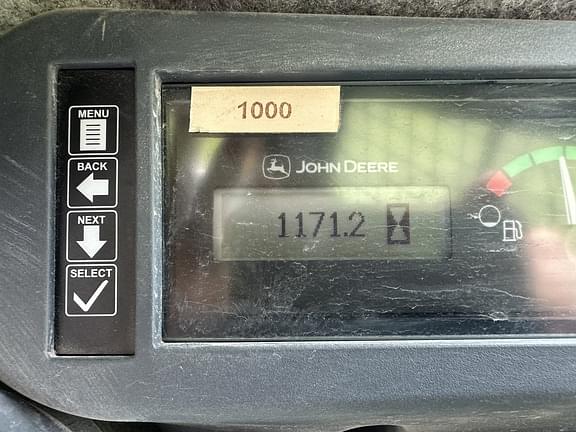 MENU
BACK
NEXT
SELECT
1000
JOHN DEERE
1171.2